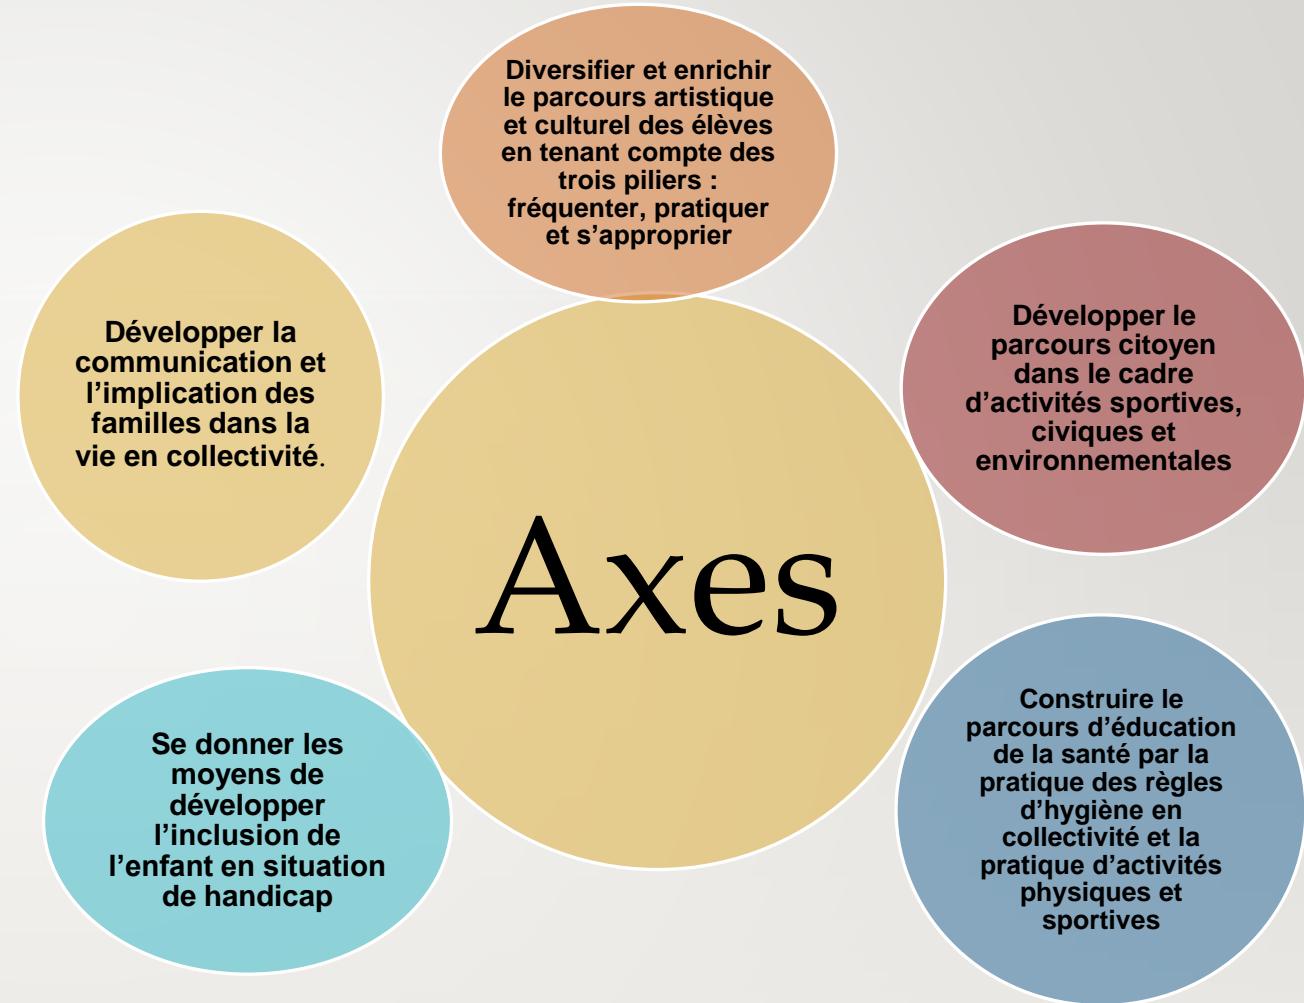 Diversifier et enrichir
le parcours artistique
et culturel des élèves
en tenant compte des
trois piliers :
fréquenter, pratiquer
et s’approprier
Développer le
parcours citoyen
dans le cadre
d’activités sportives,
civiques et
environnementales
Construire le
parcours d’éducation
de la santé par la
pratique des règles
d’hygiène en
collectivité et la
pratique d’activités
physiques et
sportives
Se donner les
moyens de
développer
l’inclusion de
l’enfant en situation
de handicap
Développer la
communication et
l’implication des
familles dans la
vie en collectivité.
Axes